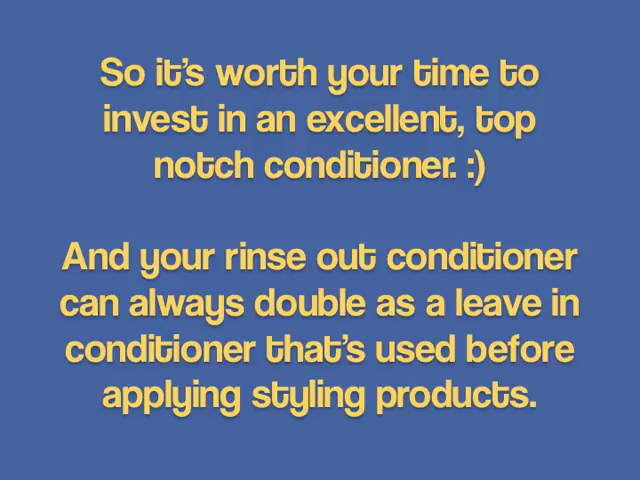 So it's worth your time to
invest in an excellent, top
notch conditioner. :)
And your rinse out conditioner
can always double as a leave in
conditioner that's used before
applying styling products.